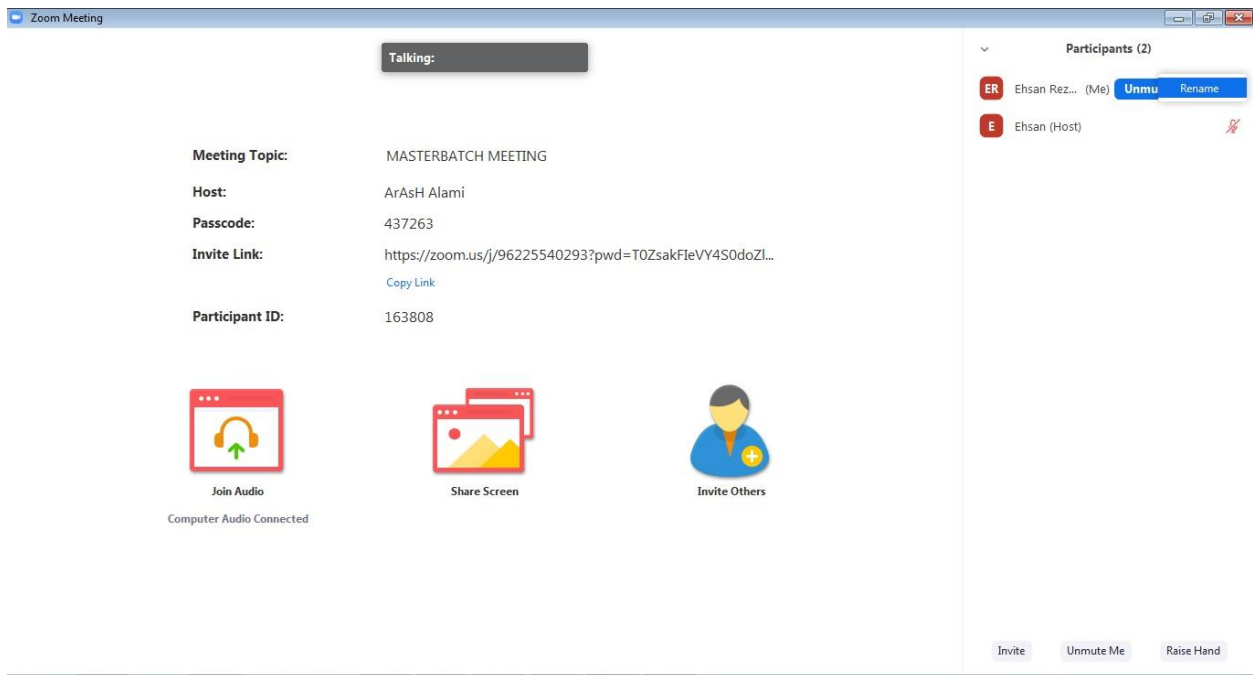 Zoom Meeting
Talking:
Meeting Topic: MASTERBATCH MEETING
Host: ArAsH Alami
Passcode: 437263
Invite Link: https://zoom.us/j/96225540293?pwd=T0ZsakFIeVY4S0doZl...
Copy Link
Participant ID: 163808
Join Audio
Computer Audio Connected
Share Screen
Invite Others
Participants (2)
ER Ehsan Rez... (Me) Unmu Rename
E Ehsan (Host)
Invite Unmute Me Raise Hand